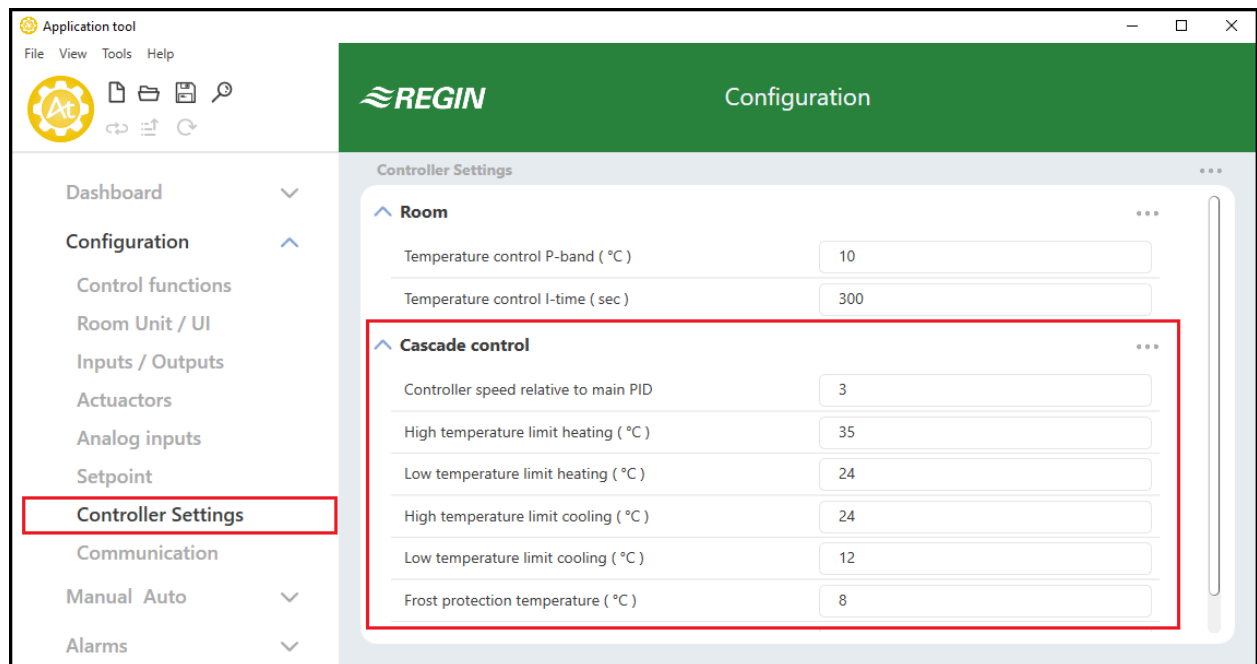 Application tool
File View Tools Help
At
REGIN
Configuration
Dashboard
Configuration
Control functions
Room Unit / UI
Inputs / Outputs
Actuactors
Analog inputs
Setpoint
Controller Settings
Communication
Manual Auto
Alarms
Controller Settings
Room
Temperature control P-band ( °C ) 10
Temperature control I-time ( sec ) 300
Cascade control
Controller speed relative to main PID 3
High temperature limit heating ( °C ) 35
Low temperature limit heating ( °C ) 24
High temperature limit cooling ( °C ) 24
Low temperature limit cooling ( °C ) 12
Frost protection temperature ( °C ) 8